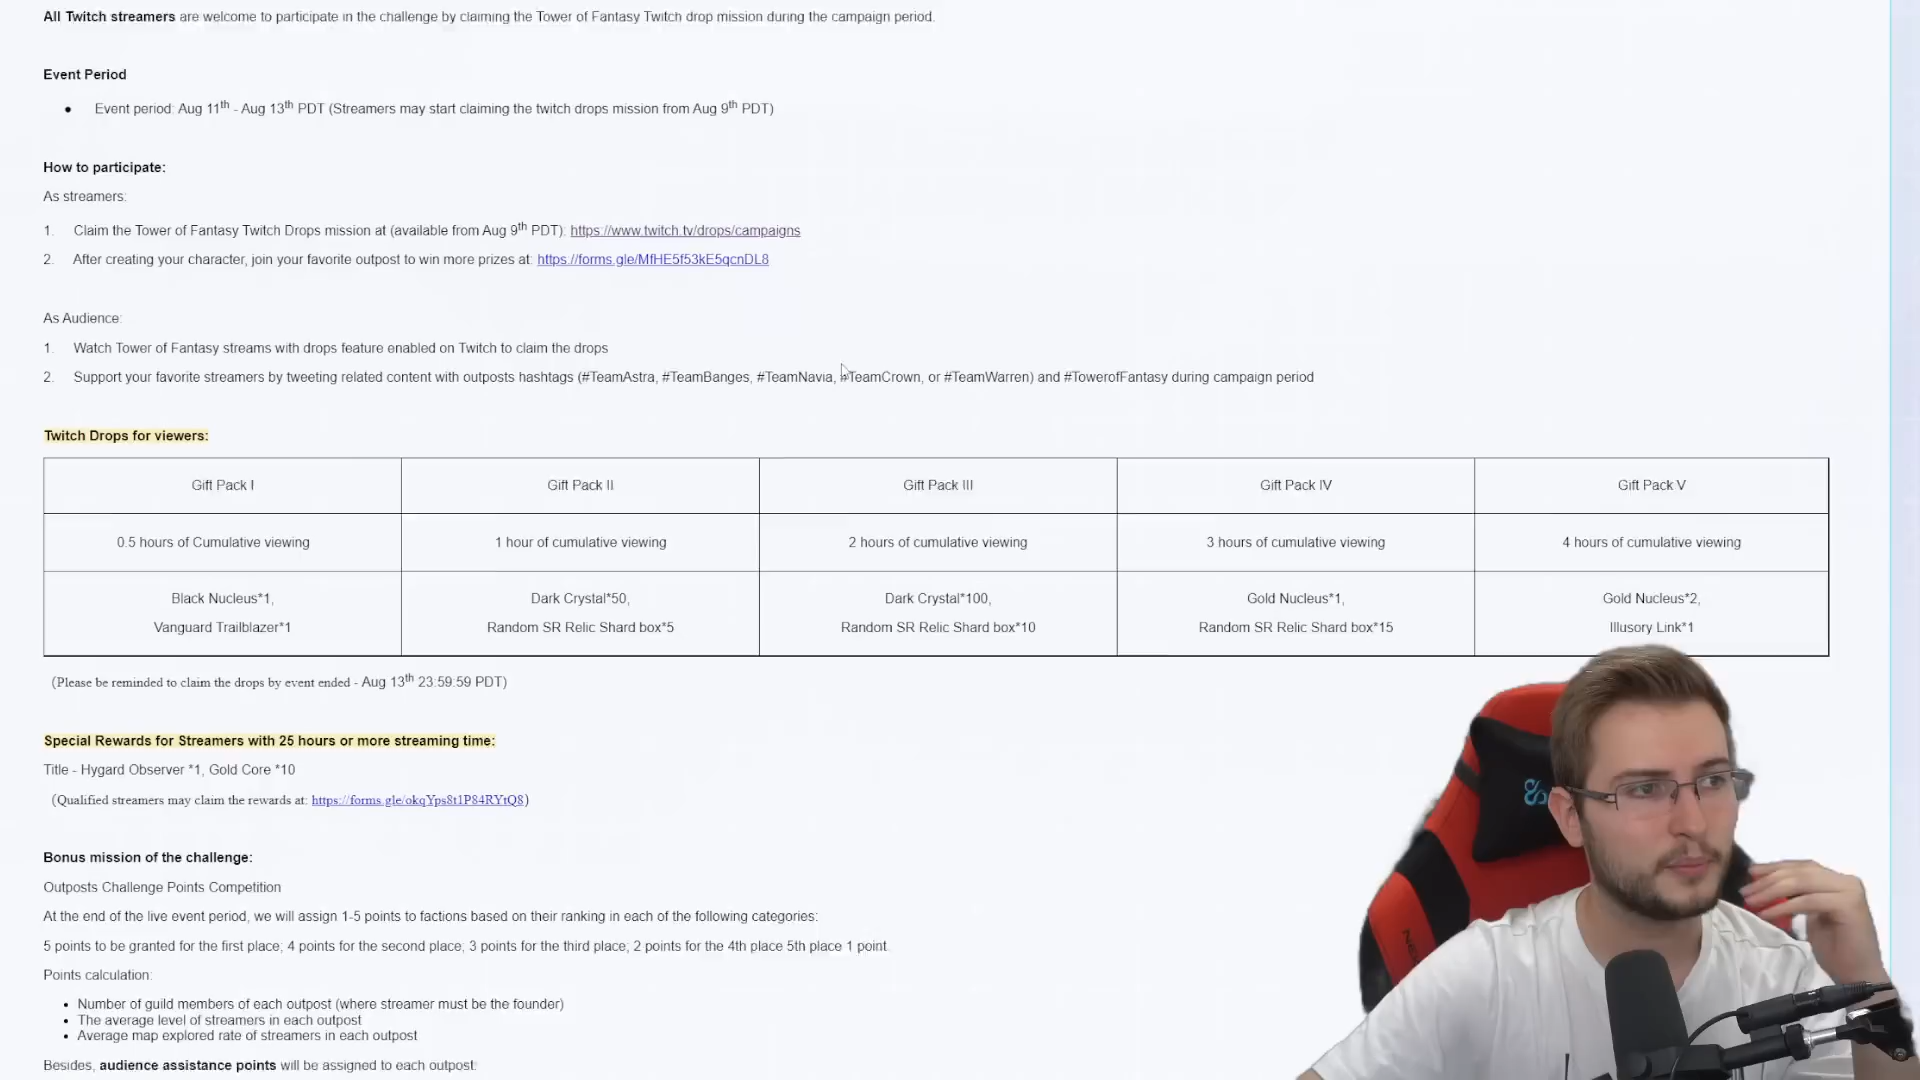 All Twitch streamers are welcome to participate in the challenge by claiming the Tower of Fantasy Twitch drop mission during the campaign period.
Event Period
• Event period: Aug 11th - Aug 13th PDT (Streamers may start claiming the twitch drops mission from Aug 9th PDT)
How to participate:
As streamers:
1. Claim the Tower of Fantasy Twitch Drops mission at (available from Aug 9th PDT): https://www.twitch.tv/drops/campaigns
2. After creating your character, join your favorite outpost to win more prizes at: https://forms.gle/MfHE5f53kE5qcnDL8
As Audience:
1. Watch Tower of Fantasy streams with drops feature enabled on Twitch to claim the drops
2. Support your favorite streamers by tweeting related content with outposts hashtags (#TeamAstra, #TeamBanges, #TeamNavia, #TeamCrown, or #TeamWarren) and #TowerofFantasy during campaign period
Twitch Drops for viewers:
Gift Pack I Gift Pack II Gift Pack III Gift Pack IV Gift Pack V
0.5 hours of Cumulative viewing 1 hour of cumulative viewing 2 hours of cumulative viewing 3 hours of cumulative viewing 4 hours of cumulative viewing
Black Nucleus*1, Dark Crystal*50, Dark Crystal*100, Gold Nucleus*1, Gold Nucleus*2,
Vanguard Trailblazer*1 Random SR Relic Shard box*5 Random SR Relic Shard box*10 Random SR Relic Shard box*15 Illusory Link*1
(Please be reminded to claim the drops by event ended - Aug 13th 23:59:59 PDT)
Special Rewards for Streamers with 25 hours or more streaming time:
Title - Hygard Observer *1, Gold Core *10
(Qualified streamers may claim the rewards at: https://forms.gle/okqYps8t1P84RYtQ8)
Bonus mission of the challenge:
Outposts Challenge Points Competition
At the end of the live event period, we will assign 1-5 points to factions based on their ranking in each of the following categories:
5 points to be granted for the first place; 4 points for the second place; 3 points for the third place; 2 points for the 4th place 5th place 1 point.
Points calculation:
• Number of guild members of each outpost (where streamer must be the founder)
• The average level of streamers in each outpost
• Average map explored rate of streamers in each outpost
Besides, audience assistance points will be assigned to each outpost: